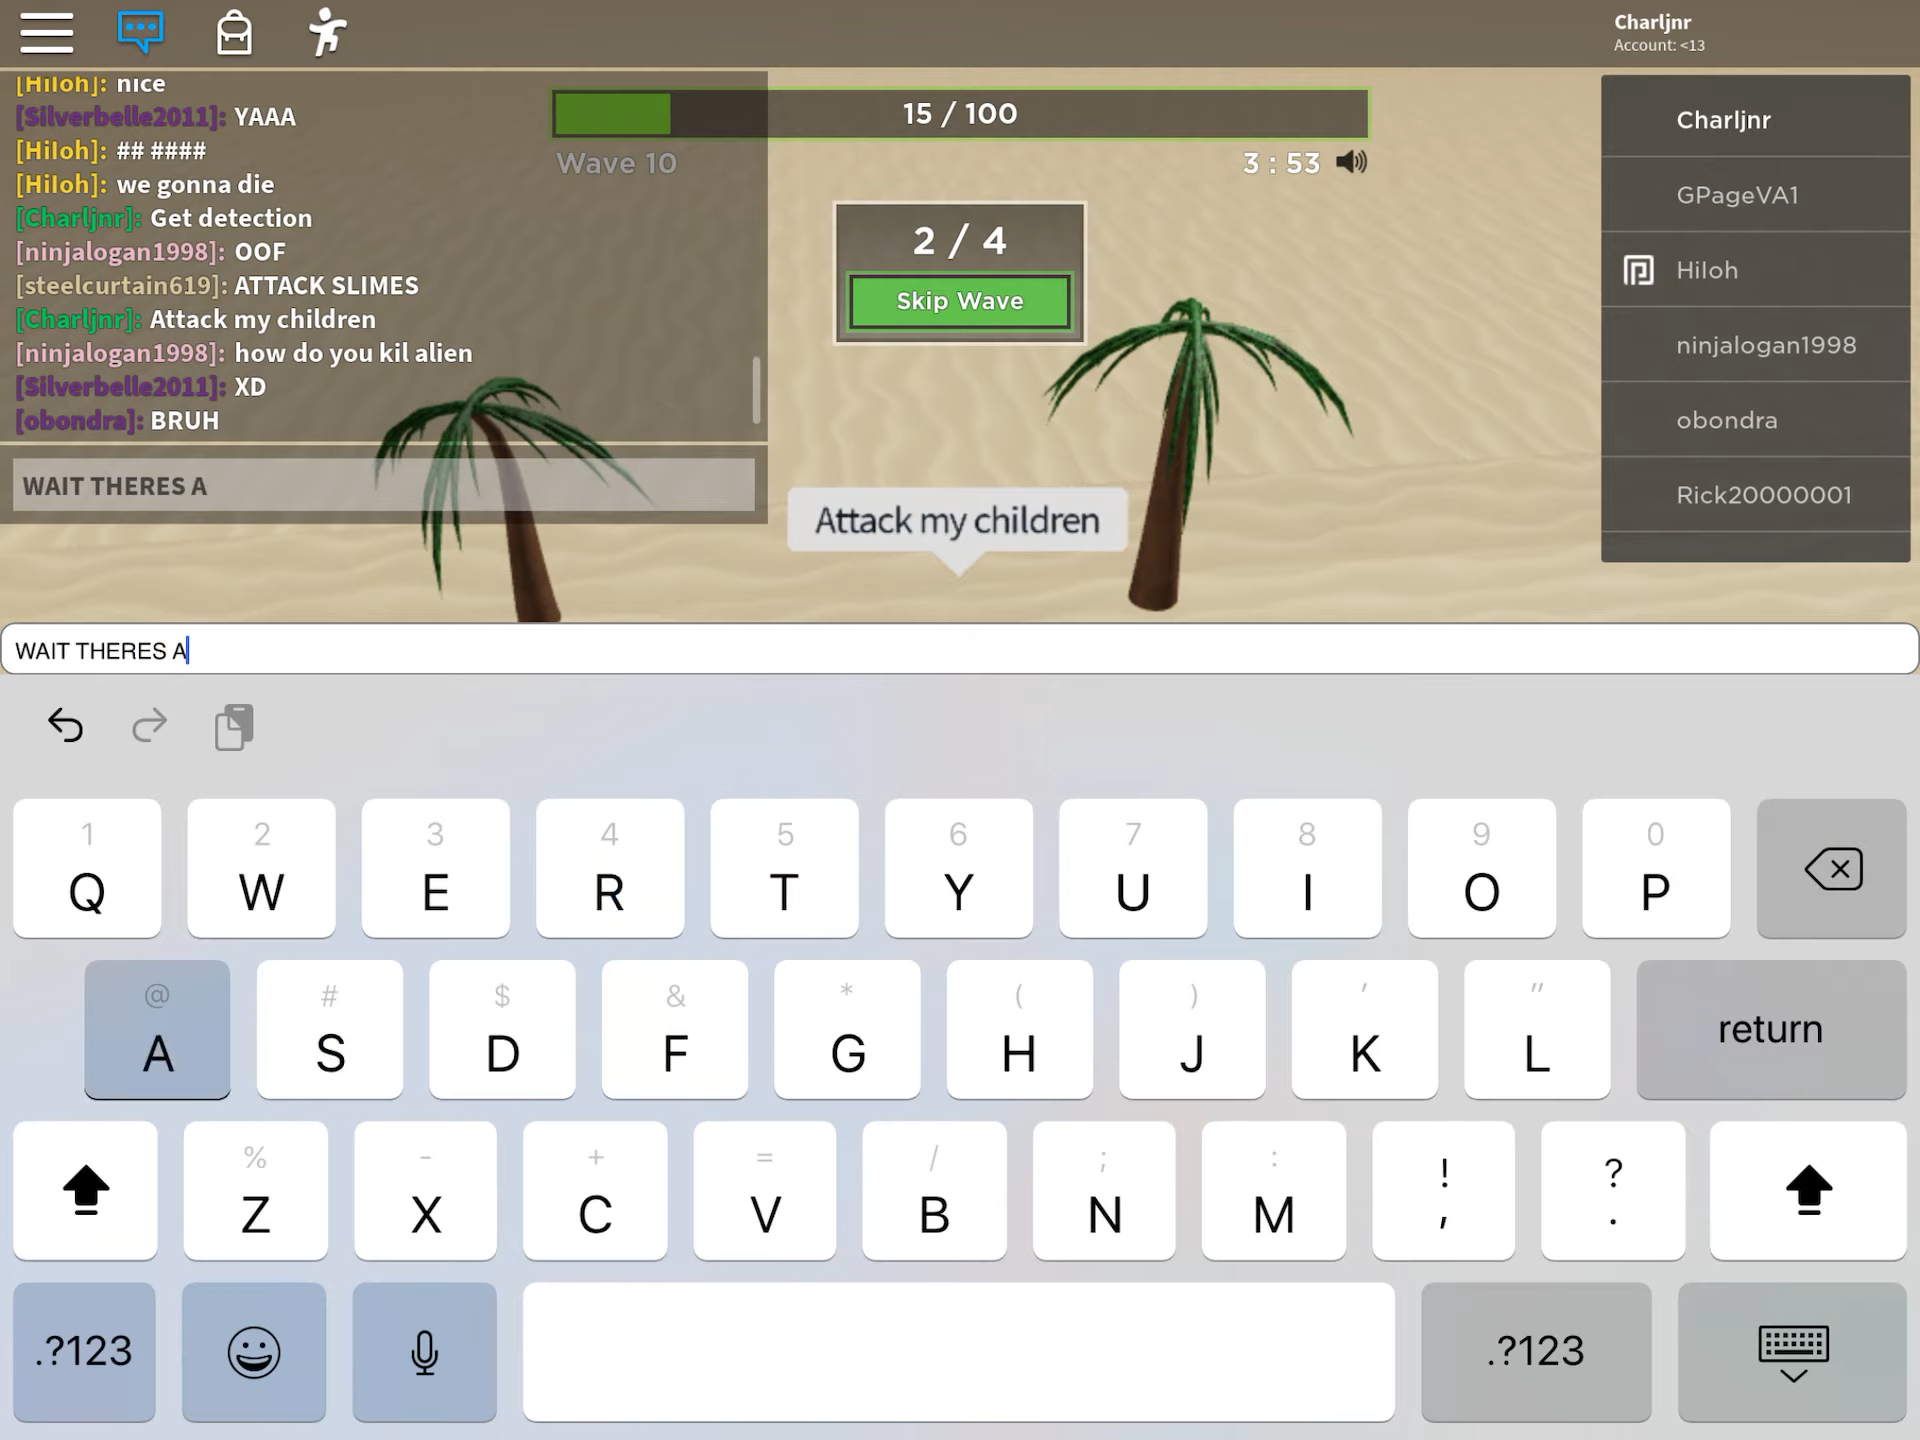 Charljnr
Account: <13
[Hiloh]: nice
[Silverbelle2011]: YAAA
[Hiloh]: ## ####
[Hiloh]: we gonna die
[Charljnr]: Get detection
[ninjalogan1998]: OOF
[steelcurtain619]: ATTACK SLIMES
[Charljnr]: Attack my children
[ninjalogan1998]: how do you kil alien
[Silverbelle2011]: XD
[obondra]: BRUH
WAIT THERES A
15 / 100
Wave 10
3 : 53
2 / 4
Skip Wave
Attack my children
Charljnr
GPageVA1
Hiloh
ninjalogan1998
obondra
Rick20000001
WAIT THERES A
1 2 3 4 5 6 7 8 9 0
Q W E R T Y U I O P
@ # $ & * ( ) ' "
A S D F G H J K L return
% - + = / ; : ! ?
Z X C V B N M , .
.?123 .?123